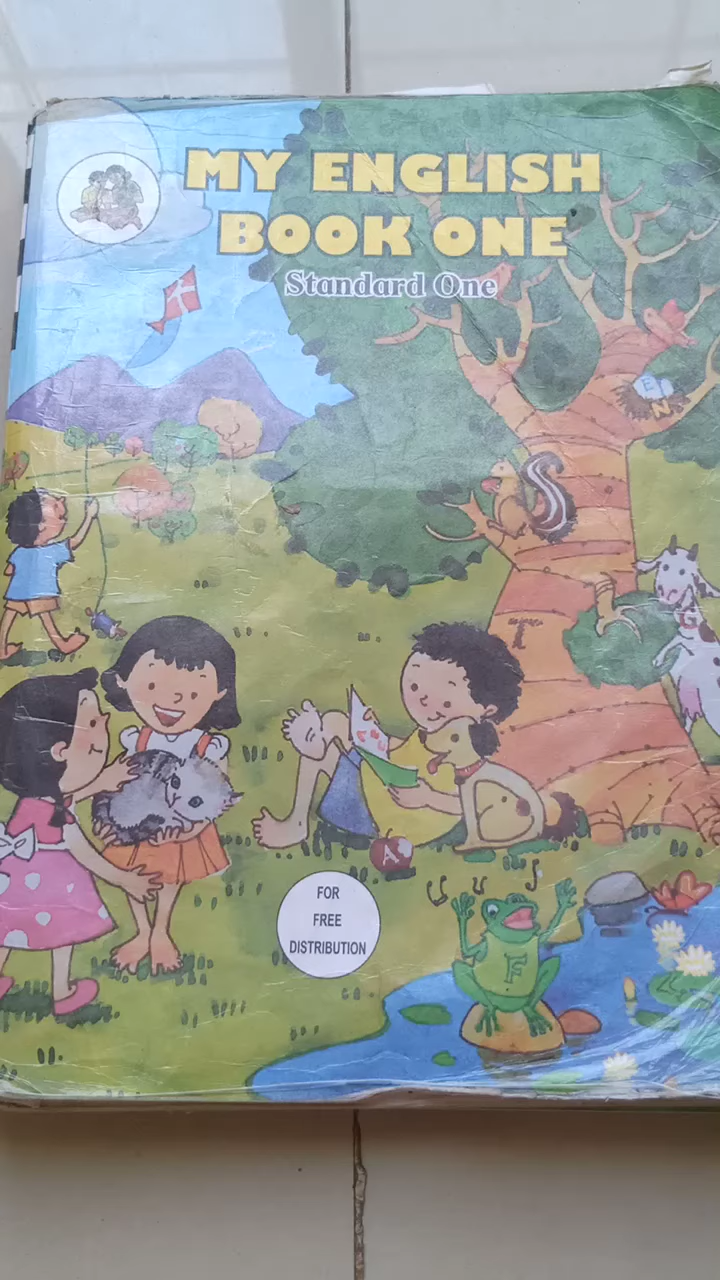 MY ENGLISH
BOOK ONE
Standard One
E
N
G
T
A
F
FOR
FREE
DISTRIBUTION